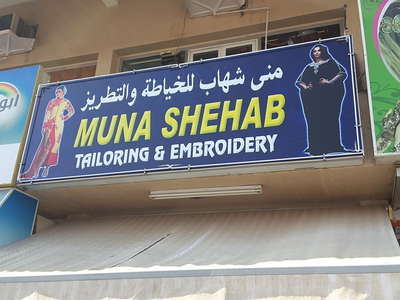 منى شهاب للخياطة والتطريز
MUNA SHEHAB
TAILORING & EMBROIDERY